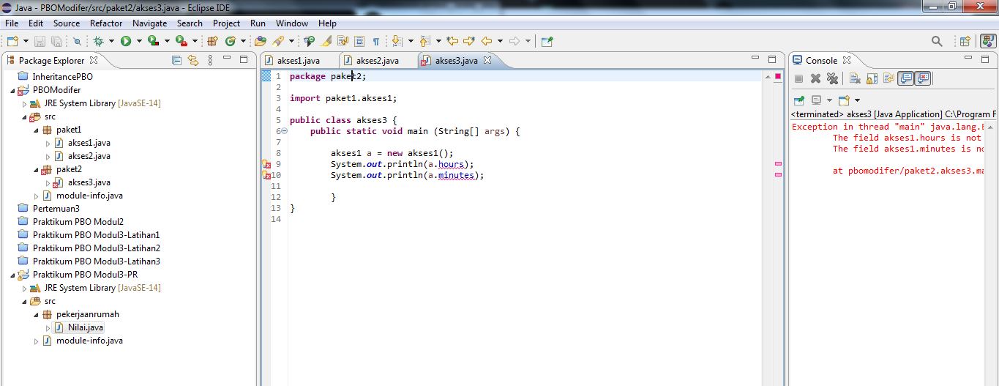 Java - PBOModifer/src/paket2/akses3.java - Eclipse IDE
File Edit Source Refactor Navigate Search Project Run Window Help
Package Explorer
InheritancePBO
PBOModifer
JRE System Library [JavaSE-14]
src
paket1
akses1.java
akses2.java
paket2
akses3.java
module-info.java
Pertemuan3
Praktikum PBO Modul2
Praktikum PBO Modul3-Latihan1
Praktikum PBO Modul3-Latihan2
Praktikum PBO Modul3-Latihan3
Praktikum PBO Modul3-PR
JRE System Library [JavaSE-14]
src
pekerjaanrumah
Nilai.java
module-info.java
akses1.java akses2.java akses3.java
1 package paket2;
2
3 import paket1.akses1;
4
5 public class akses3 {
6 public static void main (String[] args) {
7
8 akses1 a = new akses1();
9 System.out.println(a.hours);
10 System.out.println(a.minutes);
11
12 }
13 }
14
Console
<terminated> akses3 [Java Application] C:\Program F
Exception in thread "main" java.lang.E
The field akses1.hours is not
The field akses1.minutes is no
at pbomodifer/paket2.akses3.ma